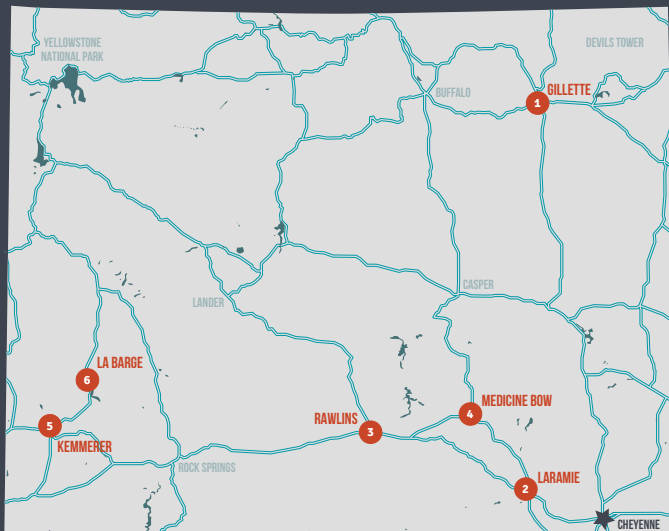 YELLOWSTONE
NATIONAL PARK
DEVILS TOWER
BUFFALO
GILLETTE
1
CASPER
LANDER
LA BARGE
6
MEDICINE BOW
4
RAWLINS
3
5
KEMMERER
ROCK SPRINGS
LARAMIE
2
CHEYENNE